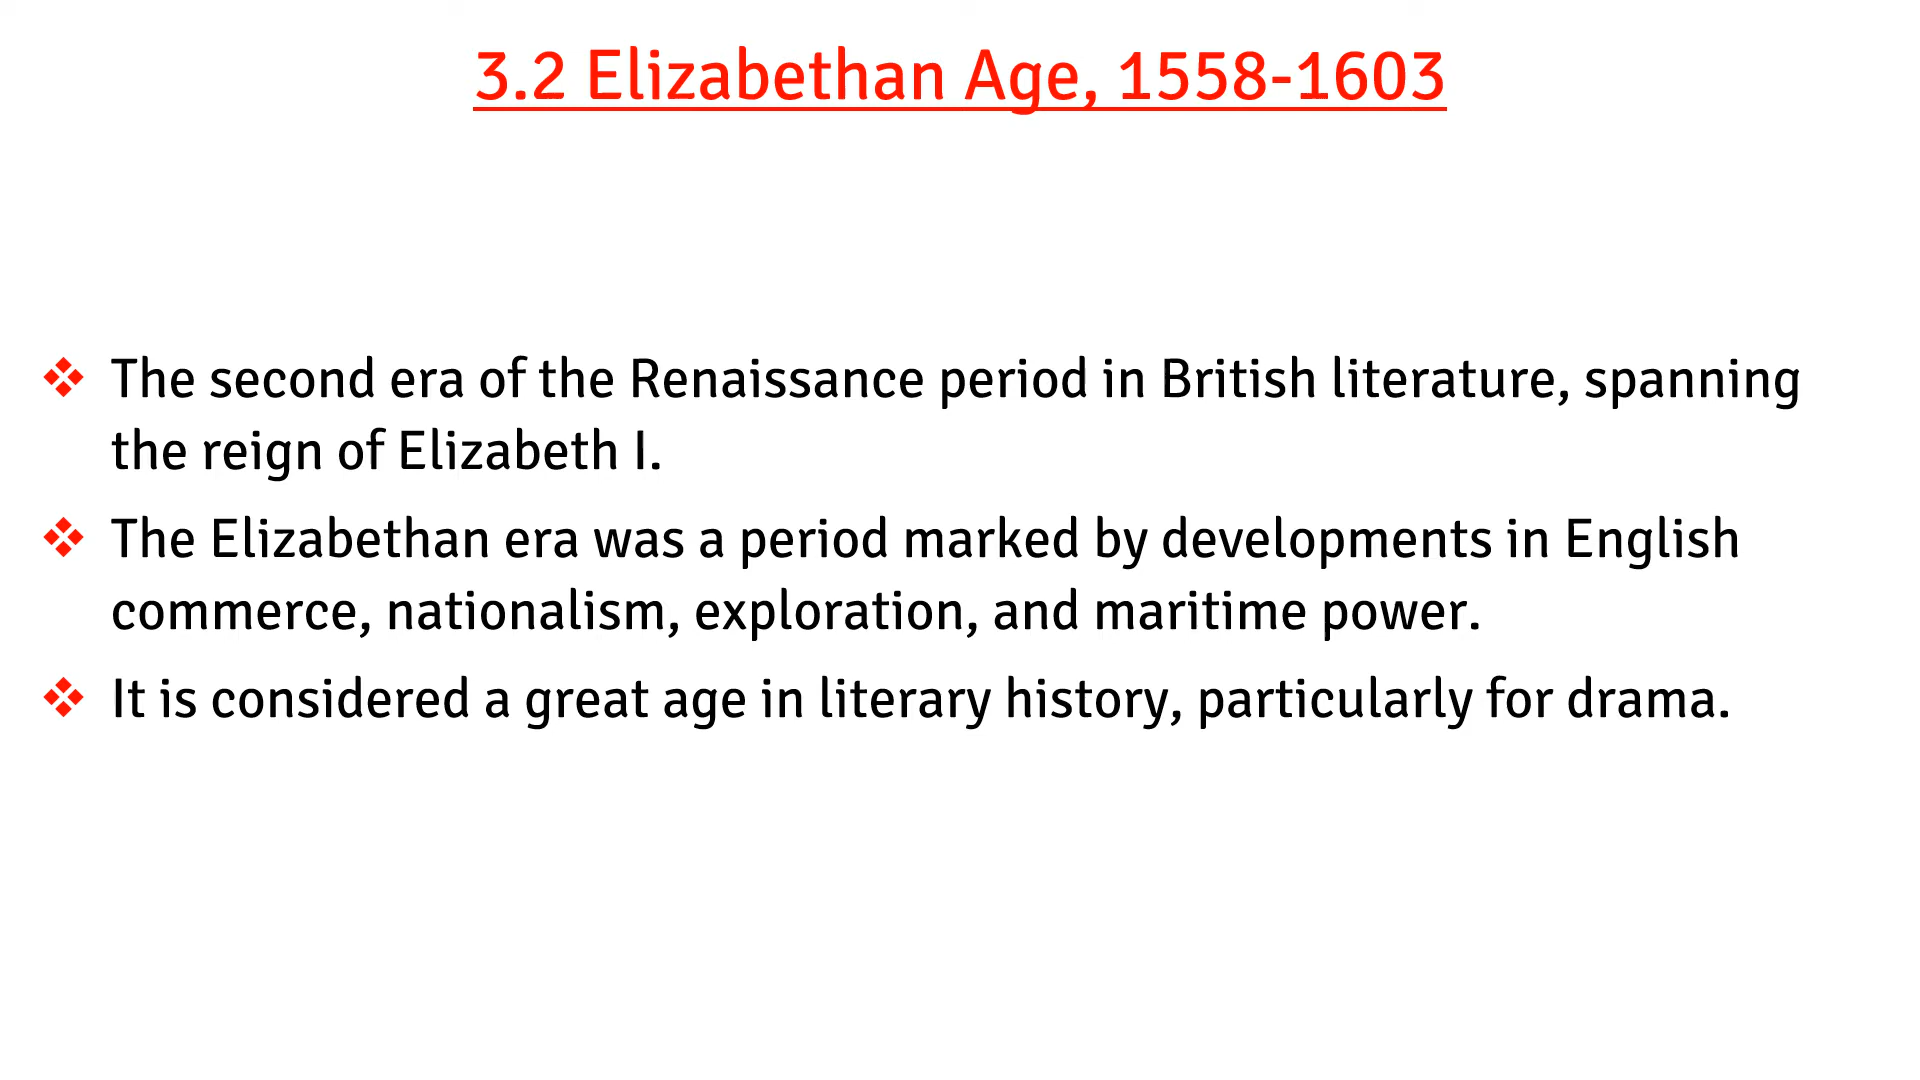 3.2 Elizabethan Age, 1558-1603
❖ The second era of the Renaissance period in British literature, spanning
the reign of Elizabeth I.
❖ The Elizabethan era was a period marked by developments in English
commerce, nationalism, exploration, and maritime power.
❖ It is considered a great age in literary history, particularly for drama.